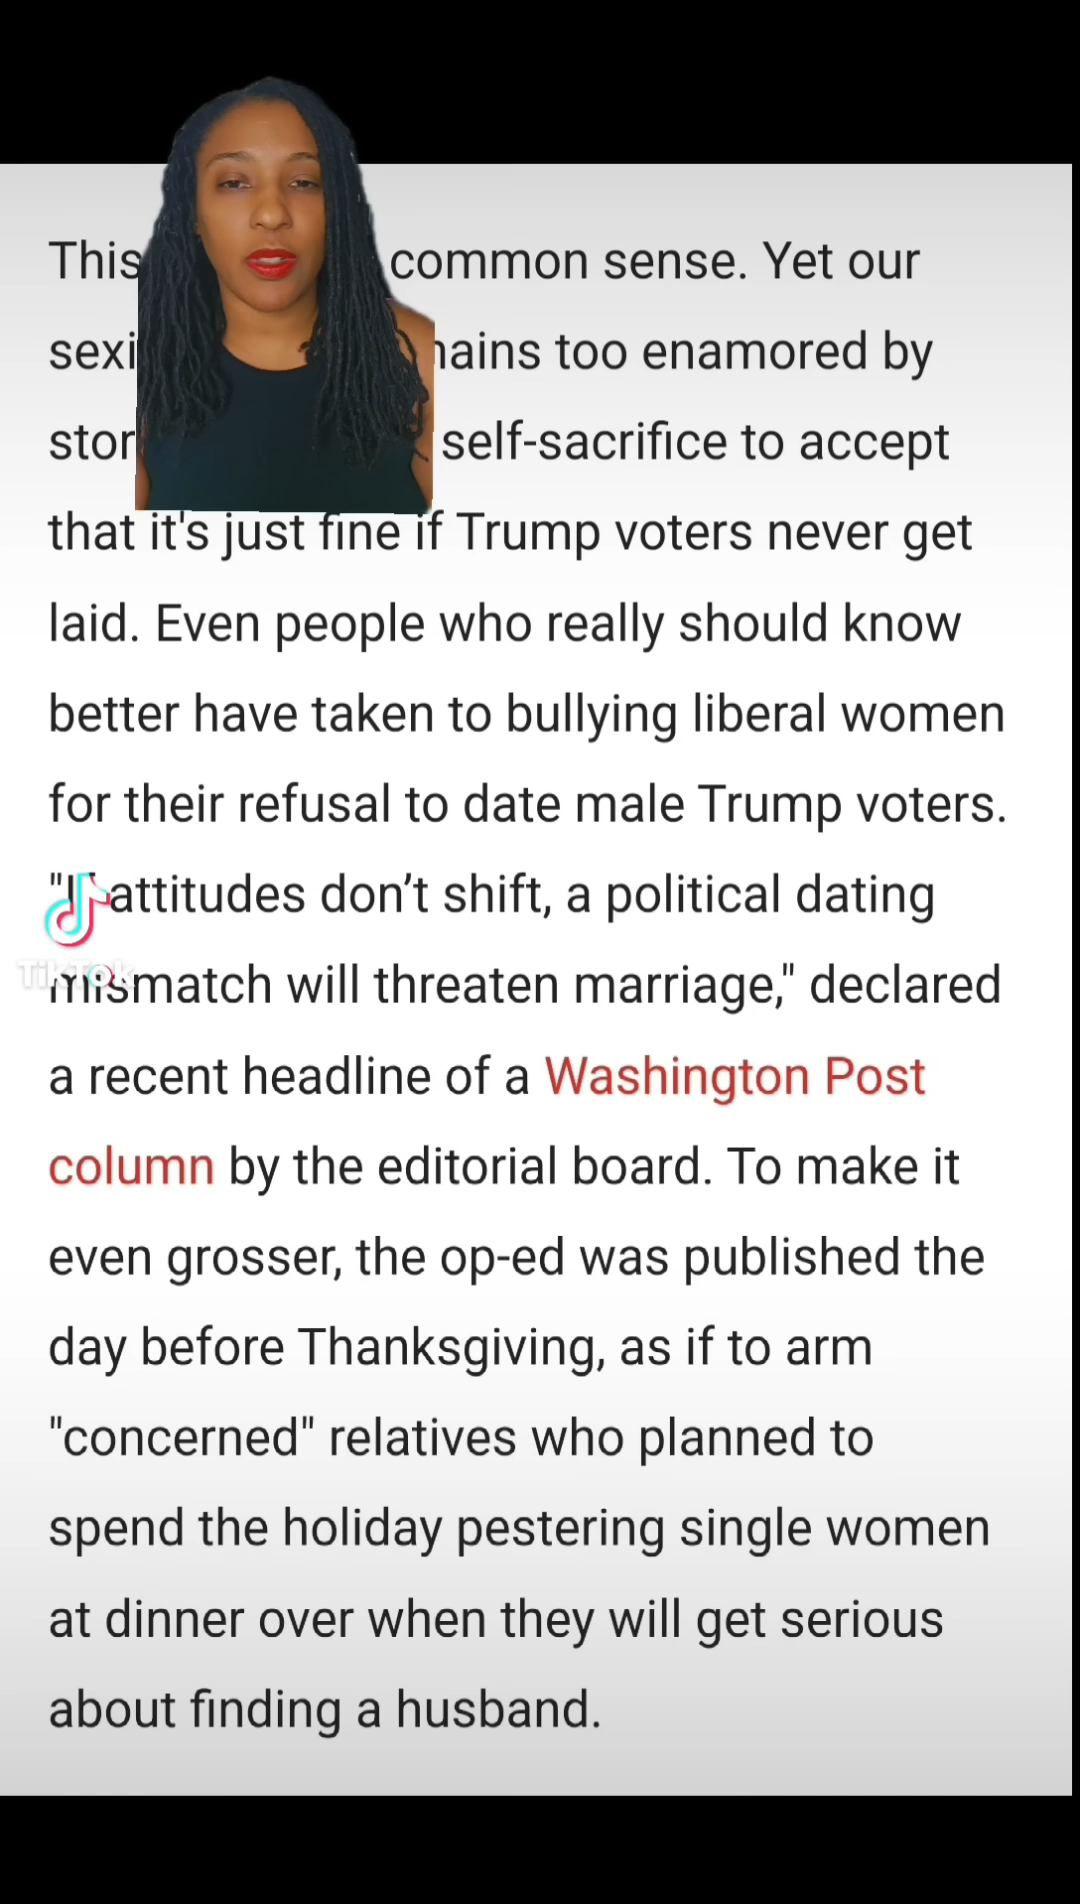 This common sense. Yet our
remains too enamored by
self-sacrifice to accept
that it's just fine if Trump voters never get
laid. Even people who really should know
better have taken to bullying liberal women
for their refusal to date male Trump voters.
"If attitudes don’t shift, a political dating
mismatch will threaten marriage," declared
a recent headline of a Washington Post
column by the editorial board. To make it
even grosser, the op-ed was published the
day before Thanksgiving, as if to arm
"concerned" relatives who planned to
spend the holiday pestering single women
at dinner over when they will get serious
about finding a husband.
TikTok